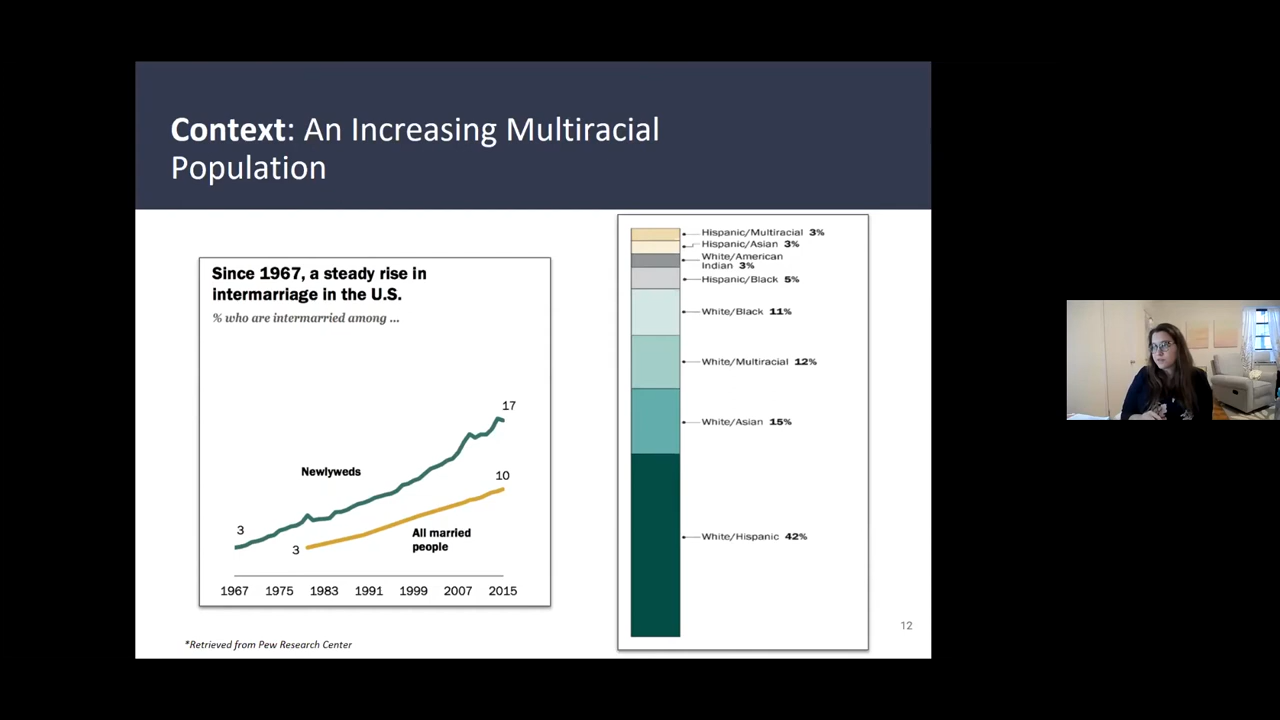 Context: An Increasing Multiracial
Population
Since 1967, a steady rise in
intermarriage in the U.S.
% who are intermarried among ...
17
Newlyweds
10
3
All married
people
3
1967 1975 1983 1991 1999 2007 2015
*Retrieved from Pew Research Center
Hispanic/Multiracial 3%
Hispanic/Asian 3%
White/American
Indian 3%
Hispanic/Black 5%
White/Black 11%
White/Multiracial 12%
White/Asian 15%
White/Hispanic 42%
12